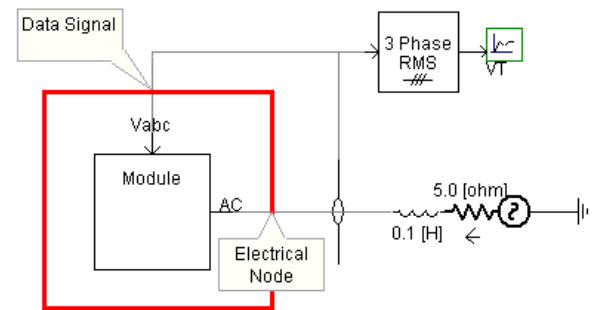 Data Signal
3 Phase
RMS
VT
Vabc
Module
AC
5.0 [ohm]
0.1 [H]
Electrical
Node